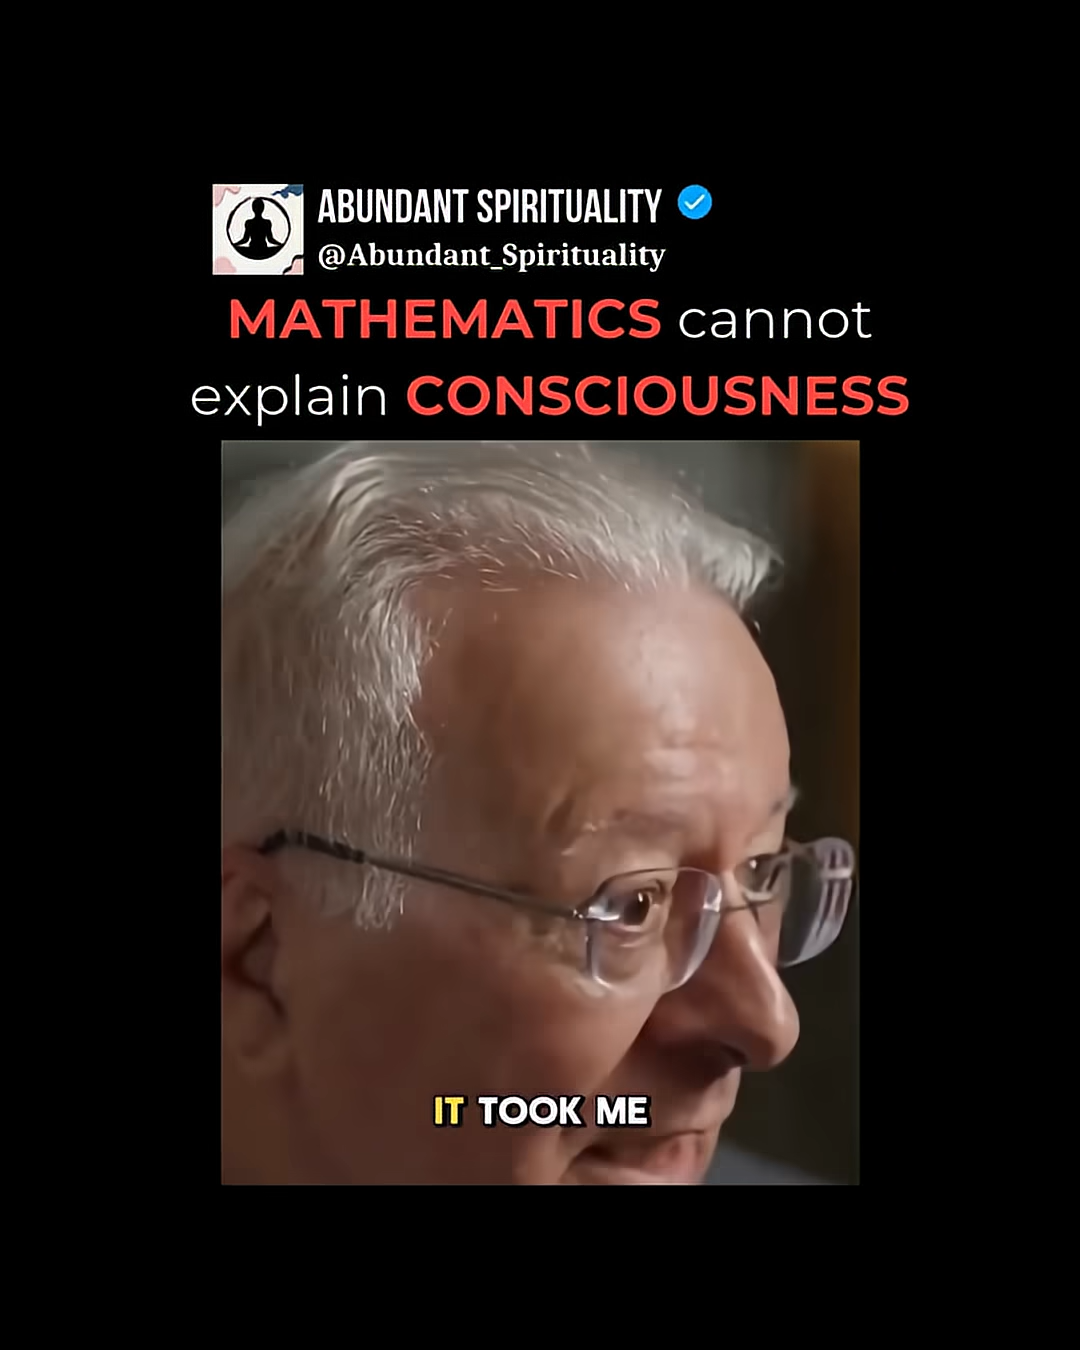 ABUNDANT SPIRITUALITY
@Abundant_Spirituality
MATHEMATICS cannot
explain CONSCIOUSNESS
IT TOOK ME